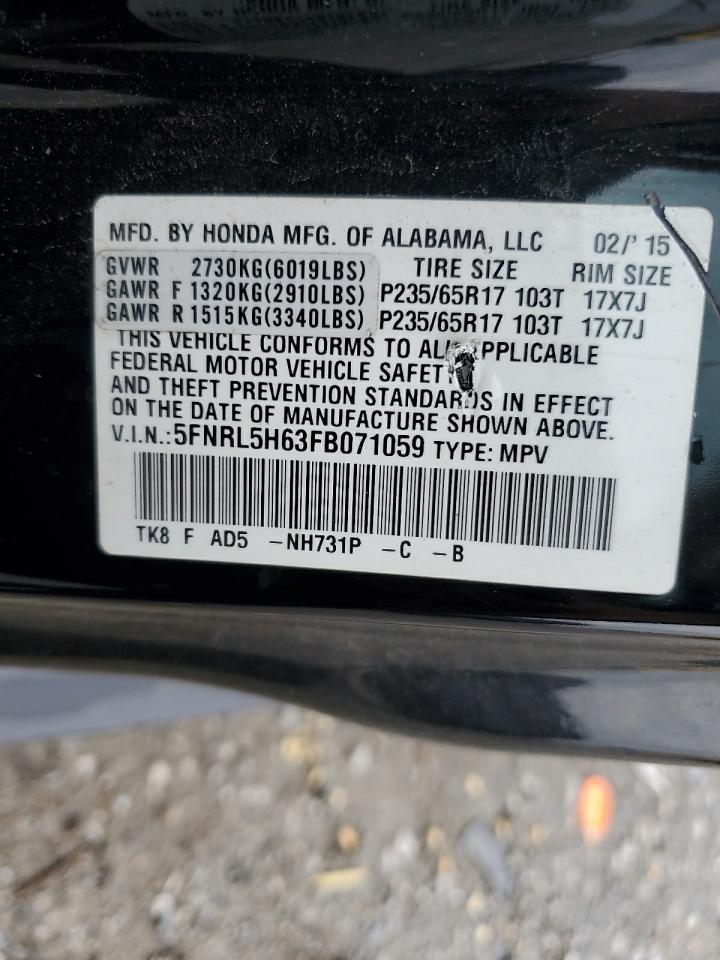 MFD. BY HONDA MFG. OF ALABAMA, LLC 02/' 15
GVWR 2730KG(6019LBS) TIRE SIZE RIM SIZE
GAWR F 1320KG(2910LBS) P235/65R17 103T 17X7J
GAWR R 1515KG(3340LBS) P235/65R17 103T 17X7J
THIS VEHICLE CONFORMS TO ALL APPLICABLE
FEDERAL MOTOR VEHICLE SAFETY
AND THEFT PREVENTION STANDARDS IN EFFECT
ON THE DATE OF MANUFACTURE SHOWN ABOVE.
V.I.N.: 5FNRL5H63FB071059 TYPE: MPV
TK8 F AD5 -NH731P -C -B